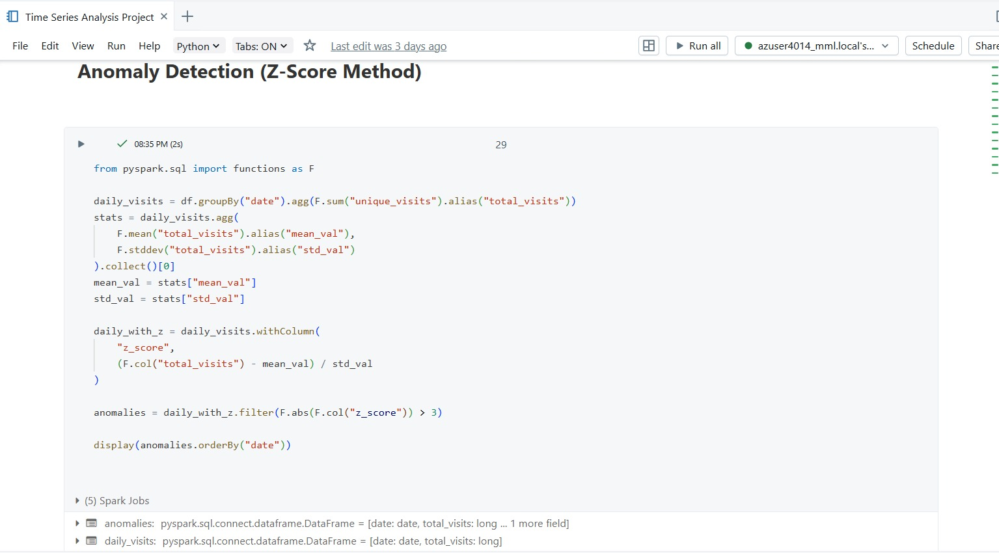 Time Series Analysis Project
File Edit View Run Help Python Tabs: ON Last edit was 3 days ago Run all azuser4014_mml.local's... Schedule Share
Anomaly Detection (Z-Score Method)
08:35 PM (2s) 29
from pyspark.sql import functions as F
daily_visits = df.groupBy("date").agg(F.sum("unique_visits").alias("total_visits"))
stats = daily_visits.agg(
    F.mean("total_visits").alias("mean_val"),
    F.stddev("total_visits").alias("std_val")
).collect()[0]
mean_val = stats["mean_val"]
std_val = stats["std_val"]
daily_with_z = daily_visits.withColumn(
    "z_score",
    (F.col("total_visits") - mean_val) / std_val
)
anomalies = daily_with_z.filter(F.abs(F.col("z_score")) > 3)
display(anomalies.orderBy("date"))
(5) Spark Jobs
anomalies: pyspark.sql.connect.dataframe.DataFrame = [date: date, total_visits: long ... 1 more field]
daily_visits: pyspark.sql.connect.dataframe.DataFrame = [date: date, total_visits: long]